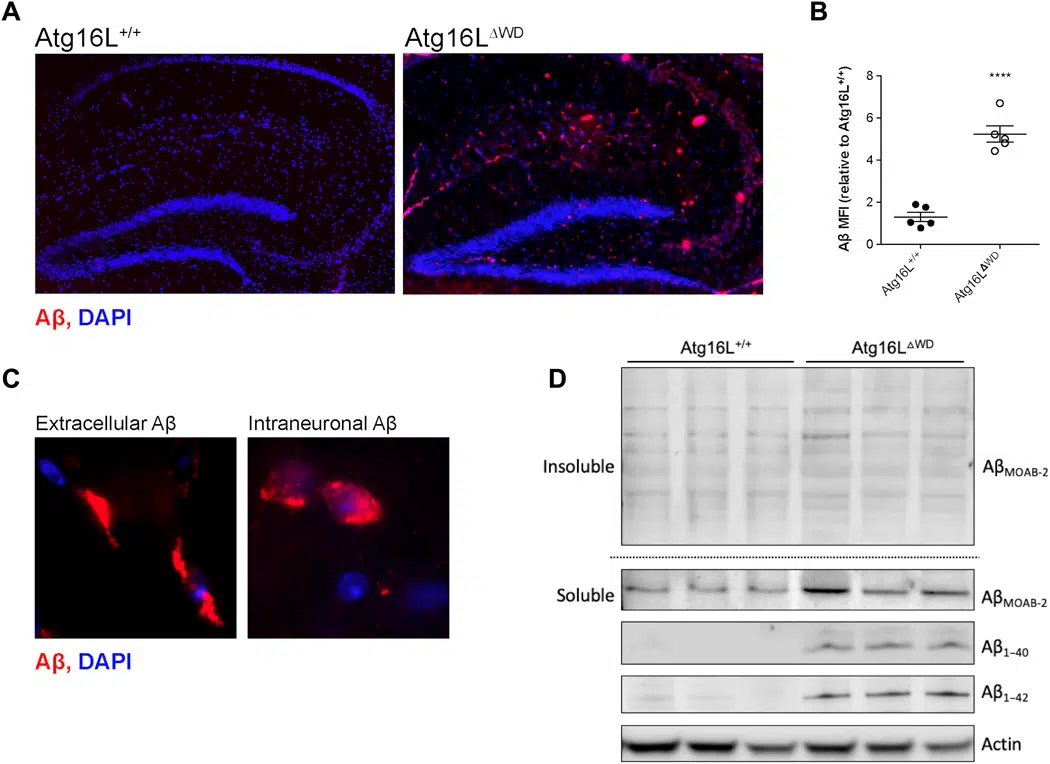 A
Atg16L+/+
Atg16LΔWD
Aβ, DAPI
B
Aβ MFI (relative to Atg16L+/+)
8
6
4
2
0
****
Atg16L+/+
Atg16LΔWD
C
Extracellular Aβ
Intraneuronal Aβ
Aβ, DAPI
D
Atg16L+/+
Atg16LΔWD
Insoluble
AβMOAB-2
Soluble
AβMOAB-2
Aβ1–40
Aβ1–42
Actin